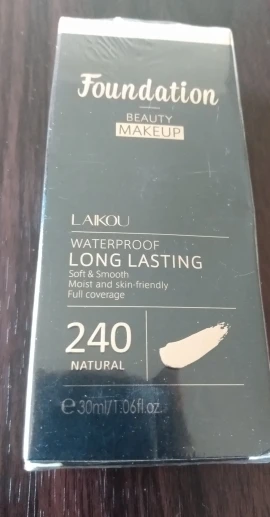 Foundation
BEAUTY
MAKEUP
LAIKOU
WATERPROOF
LONG LASTING
Soft & Smooth
Moist and skin-friendly
Full coverage
240
NATURAL
℮30ml/1.06fl.oz.